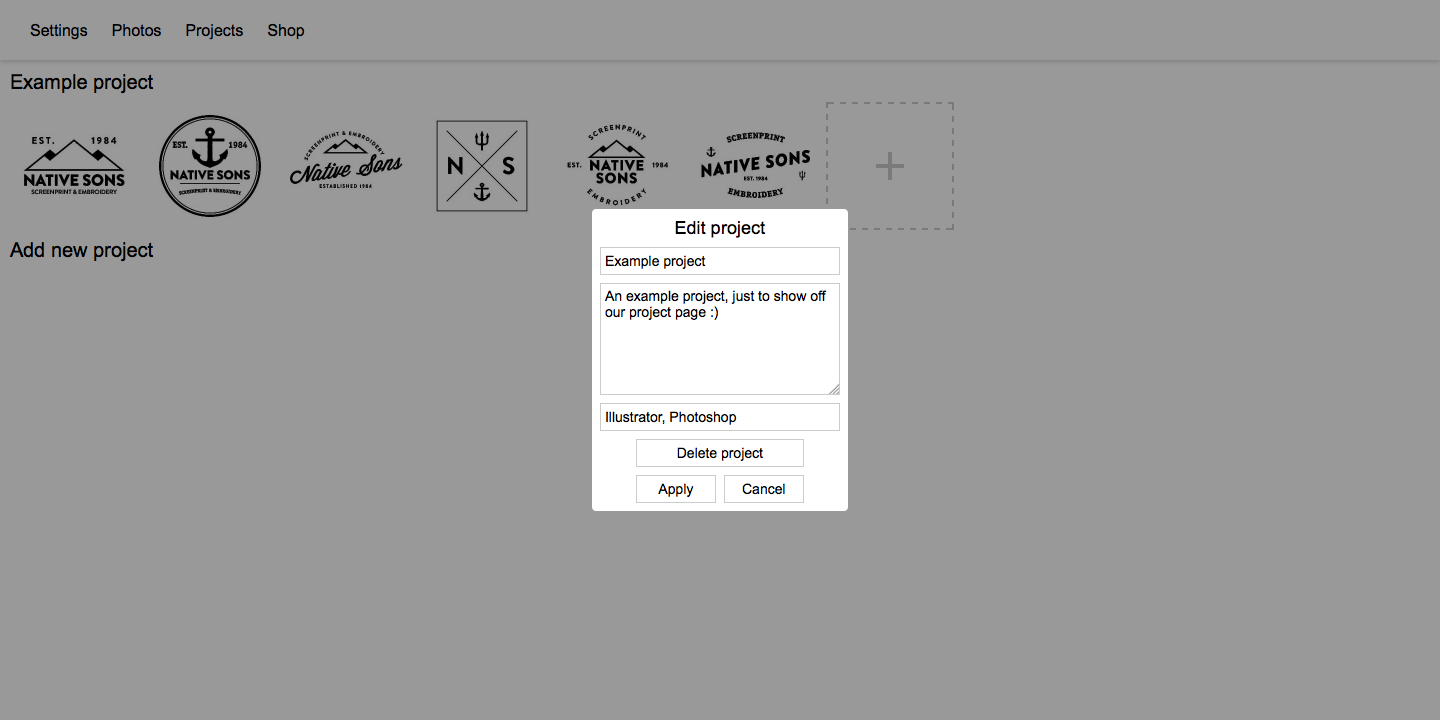 Settings Photos Projects Shop
Example project
EST. 1984
NATIVE SONS
SCREENPRINT & EMBROIDERY
EST. 1984
NATIVE SONS
SCREENPRINT & EMBROIDERY
SCREENPRINT & EMBROIDERY
Native Sons
ESTABLISHED 1984
N S
SCREENPRINT
EST. NATIVE 1984
SONS
EMBROIDERY
SCREENPRINT
NATIVE SONS
EST. 1984
EMBROIDERY
Add new project
Edit project
Example project
An example project, just to show off
our project page :)
Illustrator, Photoshop
Delete project
Apply Cancel